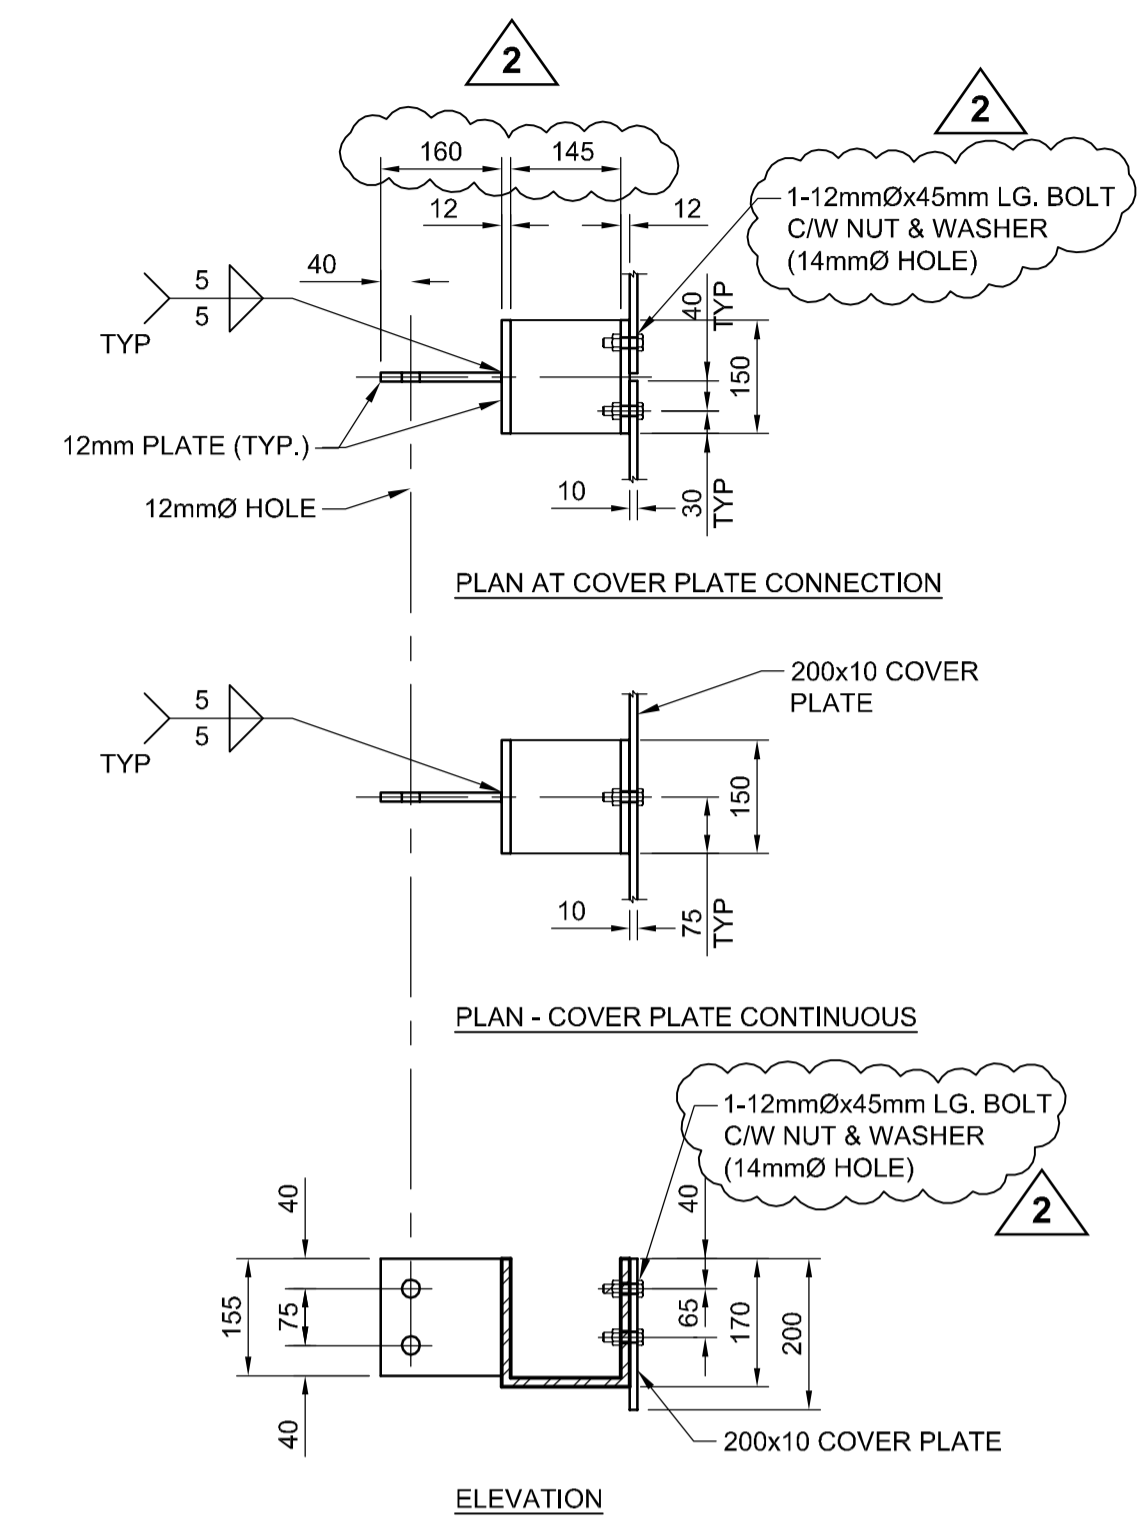 2
2
160
145
1-12mmØx45mm LG. BOLT
C/W NUT & WASHER
(14mmØ HOLE)
12
12
40
5
5
TYP
40
TYP
150
12mm PLATE (TYP.)
12mmØ HOLE
10
30
TYP
PLAN AT COVER PLATE CONNECTION
200x10 COVER
PLATE
5
5
TYP
150
10
75
TYP
PLAN - COVER PLATE CONTINUOUS
1-12mmØx45mm LG. BOLT
C/W NUT & WASHER
(14mmØ HOLE)
2
40
40
155
75
65
170
200
40
200x10 COVER PLATE
ELEVATION